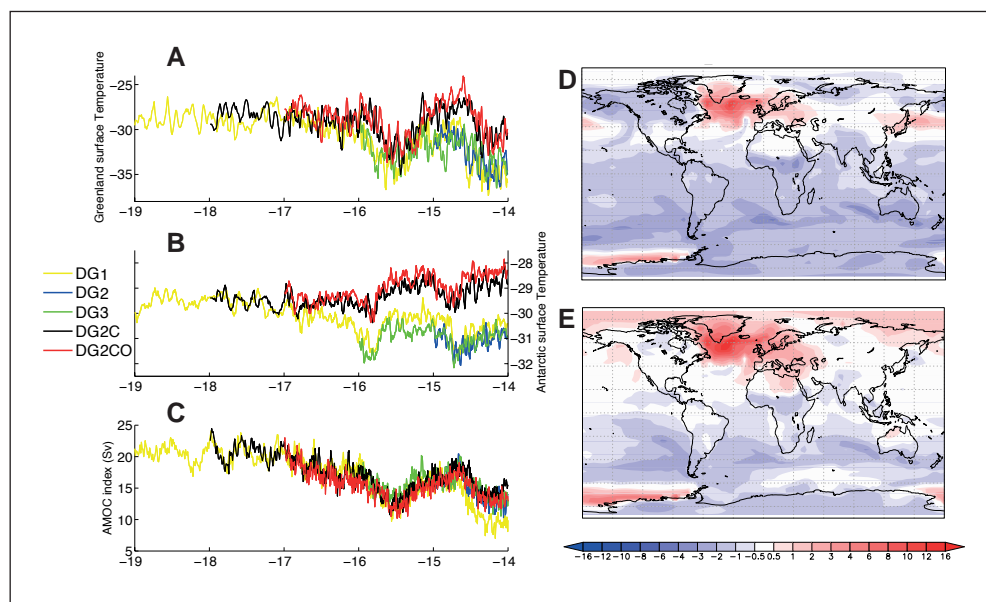 A
Greenland surface Temperature
−25
−30
−35
−19 −18 −17 −16 −15 −14
B
DG1
DG2
DG3
DG2C
DG2CO
−28
−29
−30
−31
−32
Antarctic surface Temperature
−19 −18 −17 −16 −15 −14
C
AMOC index (Sv)
25
20
15
10
5
−19 −18 −17 −16 −15 −14
D
E
−16 −12 −10 −8 −6 −4 −3 −2 −1 −0.5 0.5 1 2 3 4 6 8 10 12 16